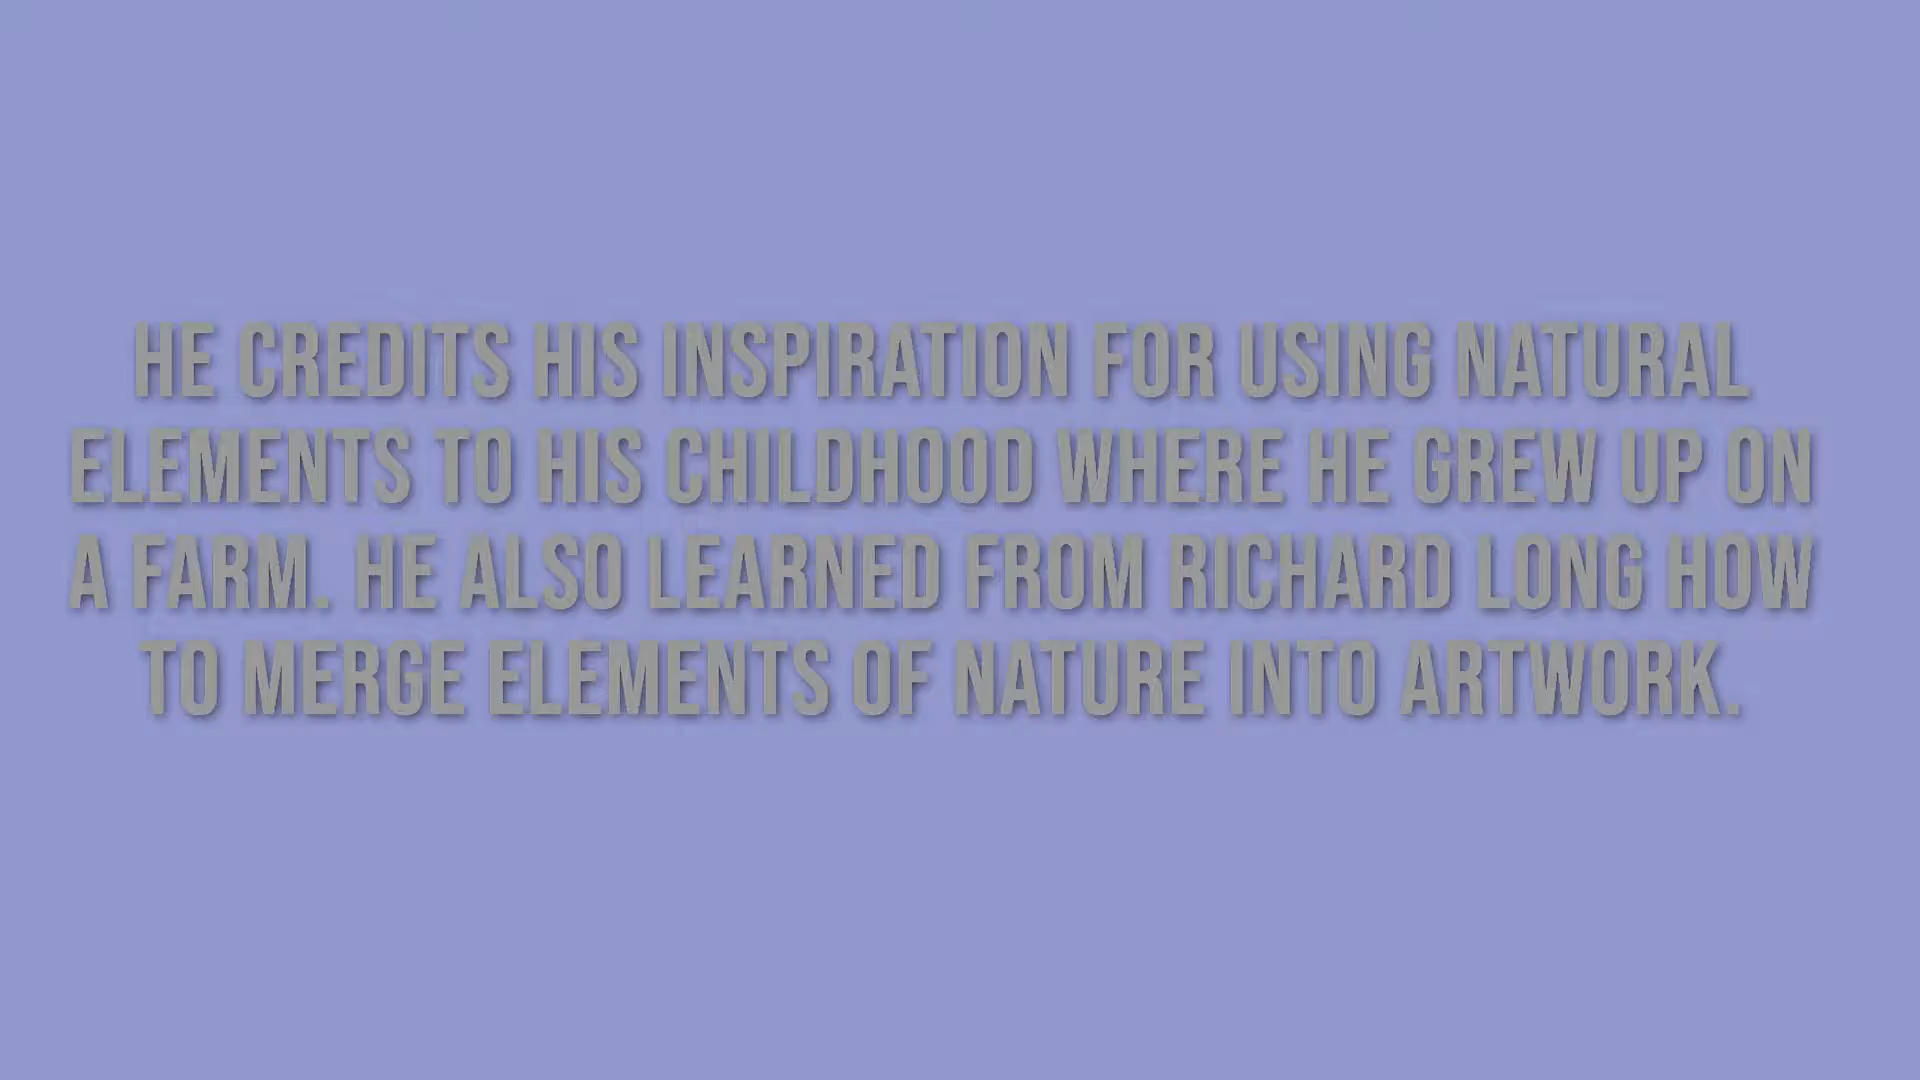 HE CREDITS HIS INSPIRATION FOR USING NATURAL
ELEMENTS TO HIS CHILDHOOD WHERE HE GREW UP ON
A FARM. HE ALSO LEARNED FROM RICHARD LONG HOW
TO MERGE ELEMENTS OF NATURE INTO ARTWORK.